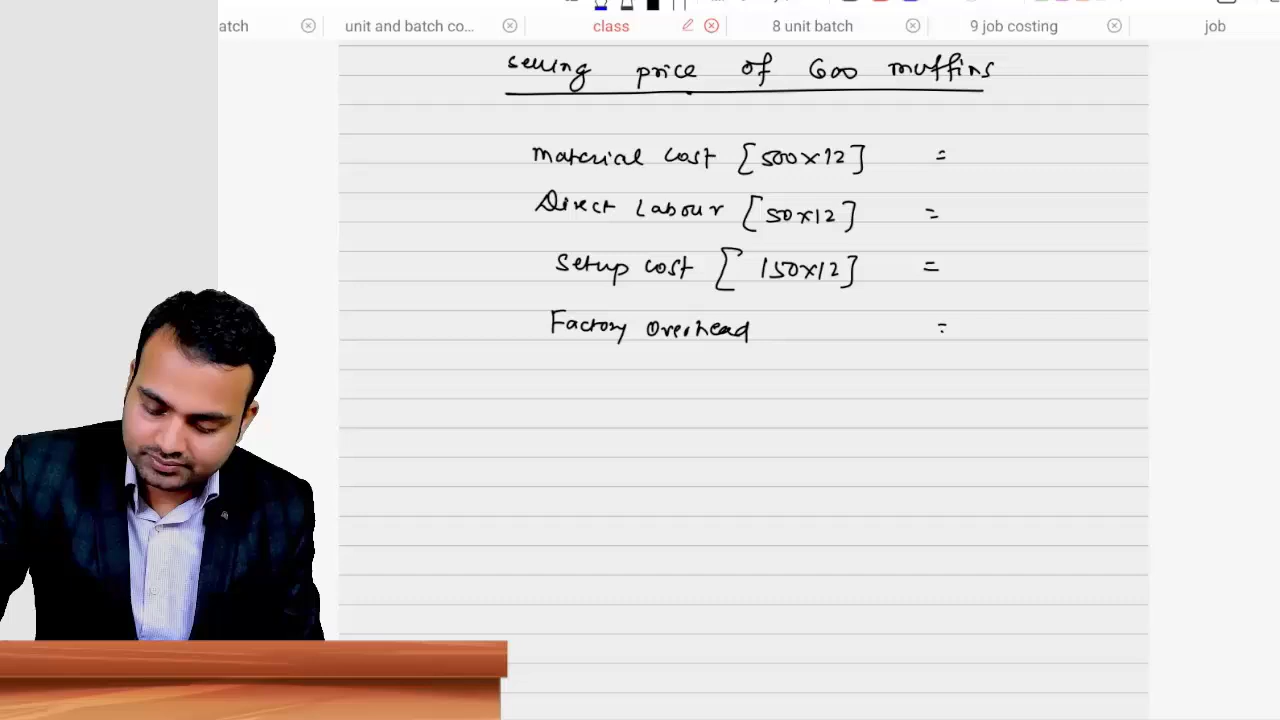 atch unit and batch co... class 8 unit batch 9 job costing job
selling price of 600 muffins
Material cost [500x12] =
Direct Labour [50x12] =
Setup cost [150x12] =
Factory overhead =